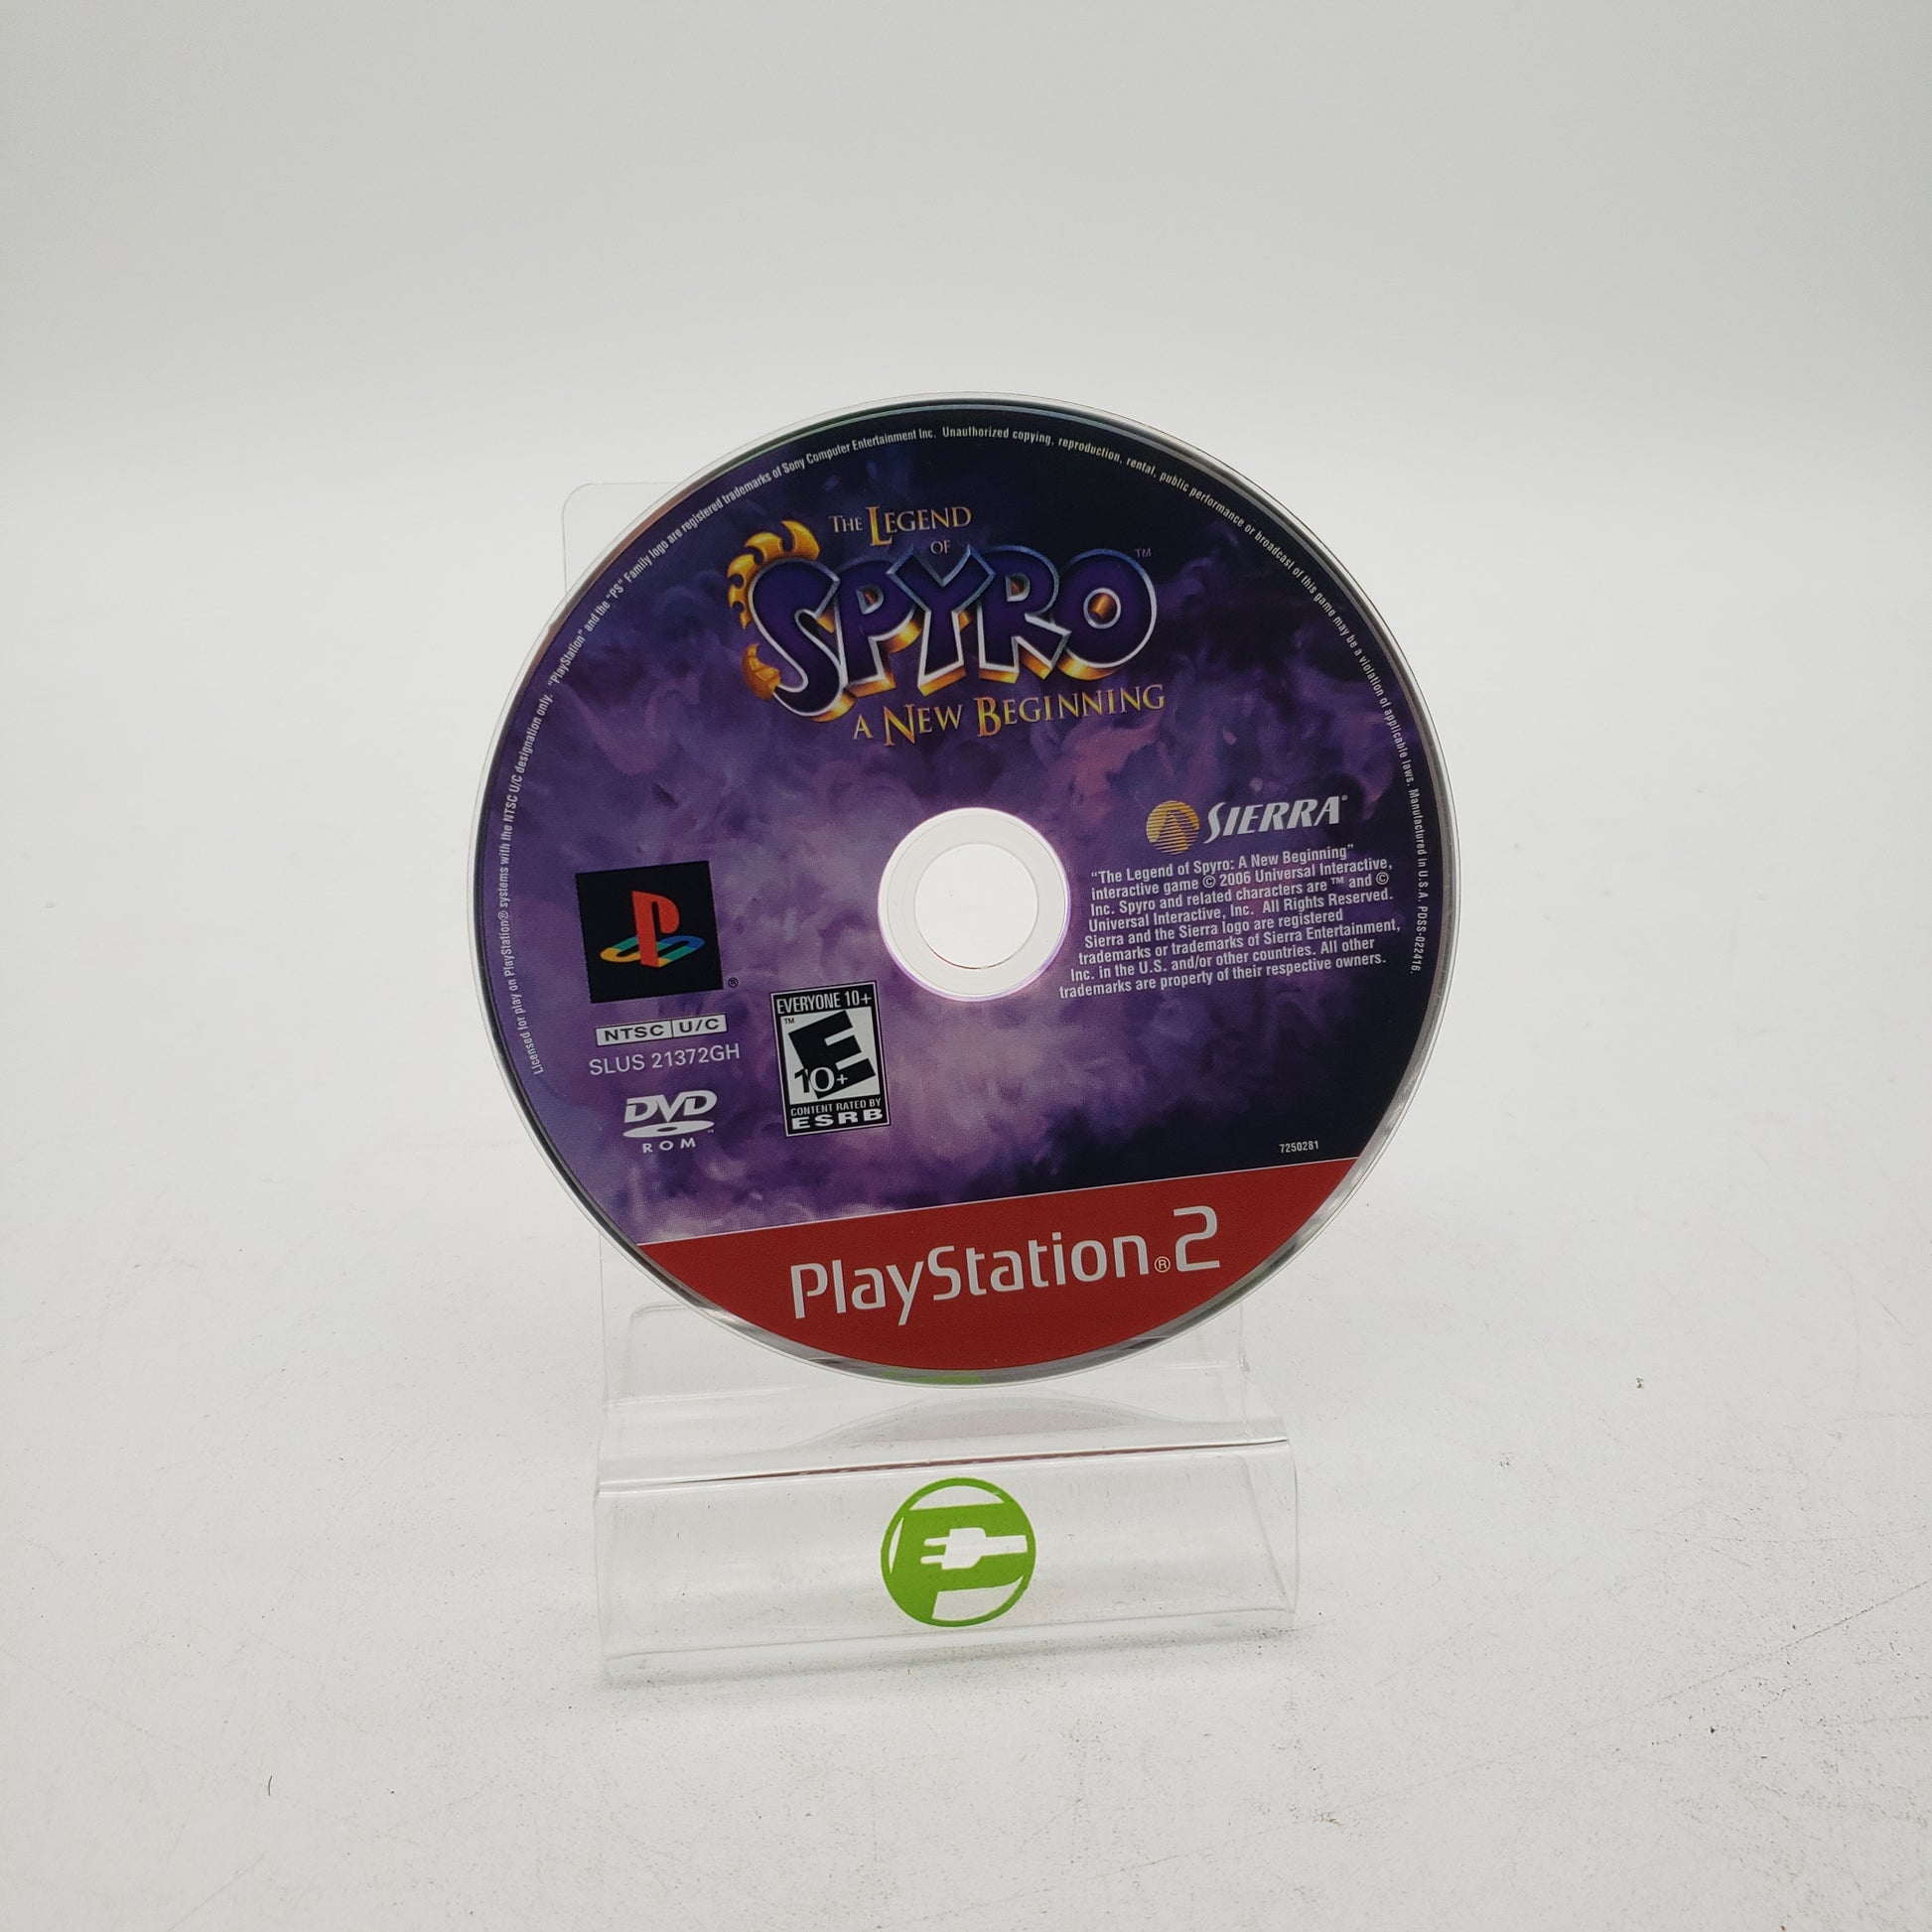 Licensed for play on PlayStation® systems with the NTSC U/C designation only. "PlayStation" and the "PS" Family logo are registered trademarks of Sony Computer Entertainment Inc. Unauthorized copying, reproduction, rental, public performance or broadcast of this game may be a violation of applicable laws. Manufactured in U.S.A. PDSS-022416.
THE LEGEND
OF
SPYRO™
A NEW BEGINNING
SIERRA®
"The Legend of Spyro: A New Beginning"
interactive game © 2006 Universal Interactive,
Inc. Spyro and related characters are ™ and ©
Universal Interactive, Inc. All Rights Reserved.
Sierra and the Sierra logo are registered
trademarks or trademarks of Sierra Entertainment,
Inc. in the U.S. and/or other countries. All other
trademarks are property of their respective owners.
®
NTSC U/C
SLUS 21372GH
DVD™
ROM
EVERYONE 10+
™
E
10+
CONTENT RATED BY
ESRB
7250281
PlayStation®2